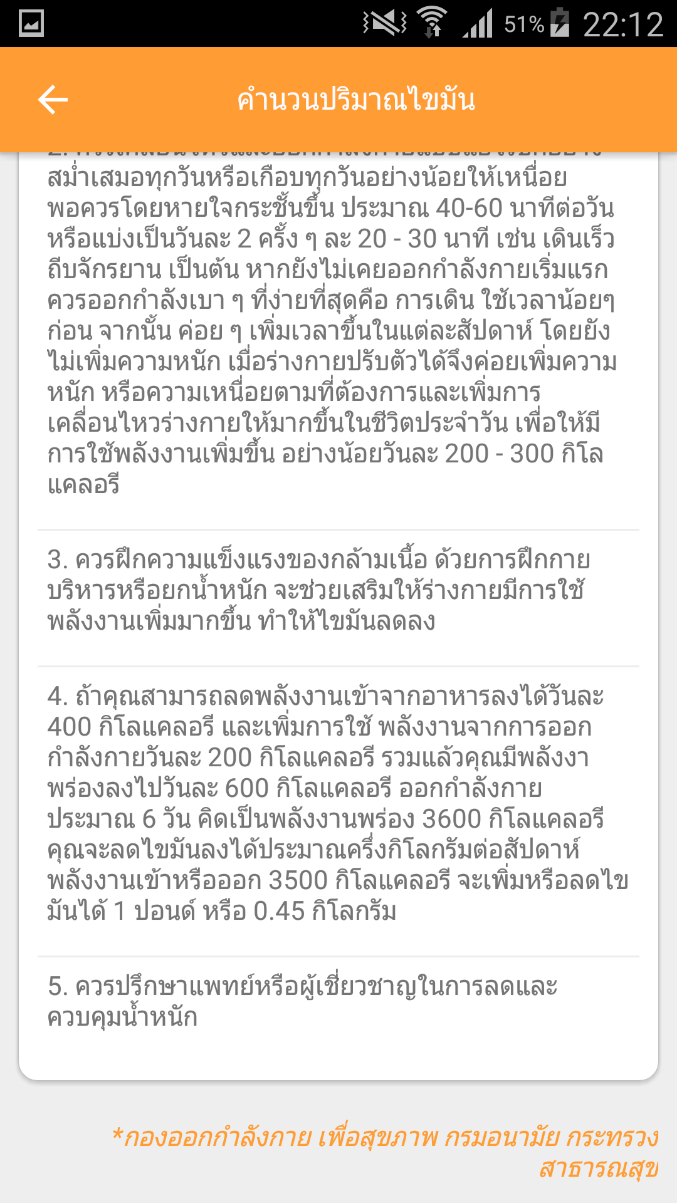 51% 22:12
คำนวนปริมาณไขมัน
สม่ำเสมอทุกวันหรือเกือบทุกวันอย่างน้อยให้เหนื่อย
พอควรโดยหายใจกระชั้นขึ้น ประมาณ 40-60 นาทีต่อวัน
หรือแบ่งเป็นวันละ 2 ครั้ง ๆ ละ 20 - 30 นาที เช่น เดินเร็ว
ถีบจักรยาน เป็นต้น หากยังไม่เคยออกกำลังกายเริ่มแรก
ควรออกกำลังเบา ๆ ที่ง่ายที่สุดคือ การเดิน ใช้เวลาน้อยๆ
ก่อน จากนั้น ค่อย ๆ เพิ่มเวลาขึ้นในแต่ละสัปดาห์ โดยยัง
ไม่เพิ่มความหนัก เมื่อร่างกายปรับตัวได้จึงค่อยเพิ่มความ
หนัก หรือความเหนื่อยตามที่ต้องการและเพิ่มการ
เคลื่อนไหวร่างกายให้มากขึ้นในชีวิตประจำวัน เพื่อให้มี
การใช้พลังงานเพิ่มขึ้น อย่างน้อยวันละ 200 - 300 กิโล
แคลอรี
3. ควรฝึกความแข็งแรงของกล้ามเนื้อ ด้วยการฝึกกาย
บริหารหรือยกน้ำหนัก จะช่วยเสริมให้ร่างกายมีการใช้
พลังงานเพิ่มมากขึ้น ทำให้ไขมันลดลง
4. ถ้าคุณสามารถลดพลังงานเข้าจากอาหารลงได้วันละ
400 กิโลแคลอรี และเพิ่มการใช้ พลังงานจากการออก
กำลังกายวันละ 200 กิโลแคลอรี รวมแล้วคุณมีพลังงา
พร่องลงไปวันละ 600 กิโลแคลอรี ออกกำลังกาย
ประมาณ 6 วัน คิดเป็นพลังงานพร่อง 3600 กิโลแคลอรี
คุณจะลดไขมันลงได้ประมาณครึ่งกิโลกรัมต่อสัปดาห์
พลังงานเข้าหรือออก 3500 กิโลแคลอรี จะเพิ่มหรือลดไข
มันได้ 1 ปอนด์ หรือ 0.45 กิโลกรัม
5. ควรปรึกษาแพทย์หรือผู้เชี่ยวชาญในการลดและ
ควบคุมน้ำหนัก
*กองออกกำลังกาย เพื่อสุขภาพ กรมอนามัย กระทรวง
สาธารณสุข